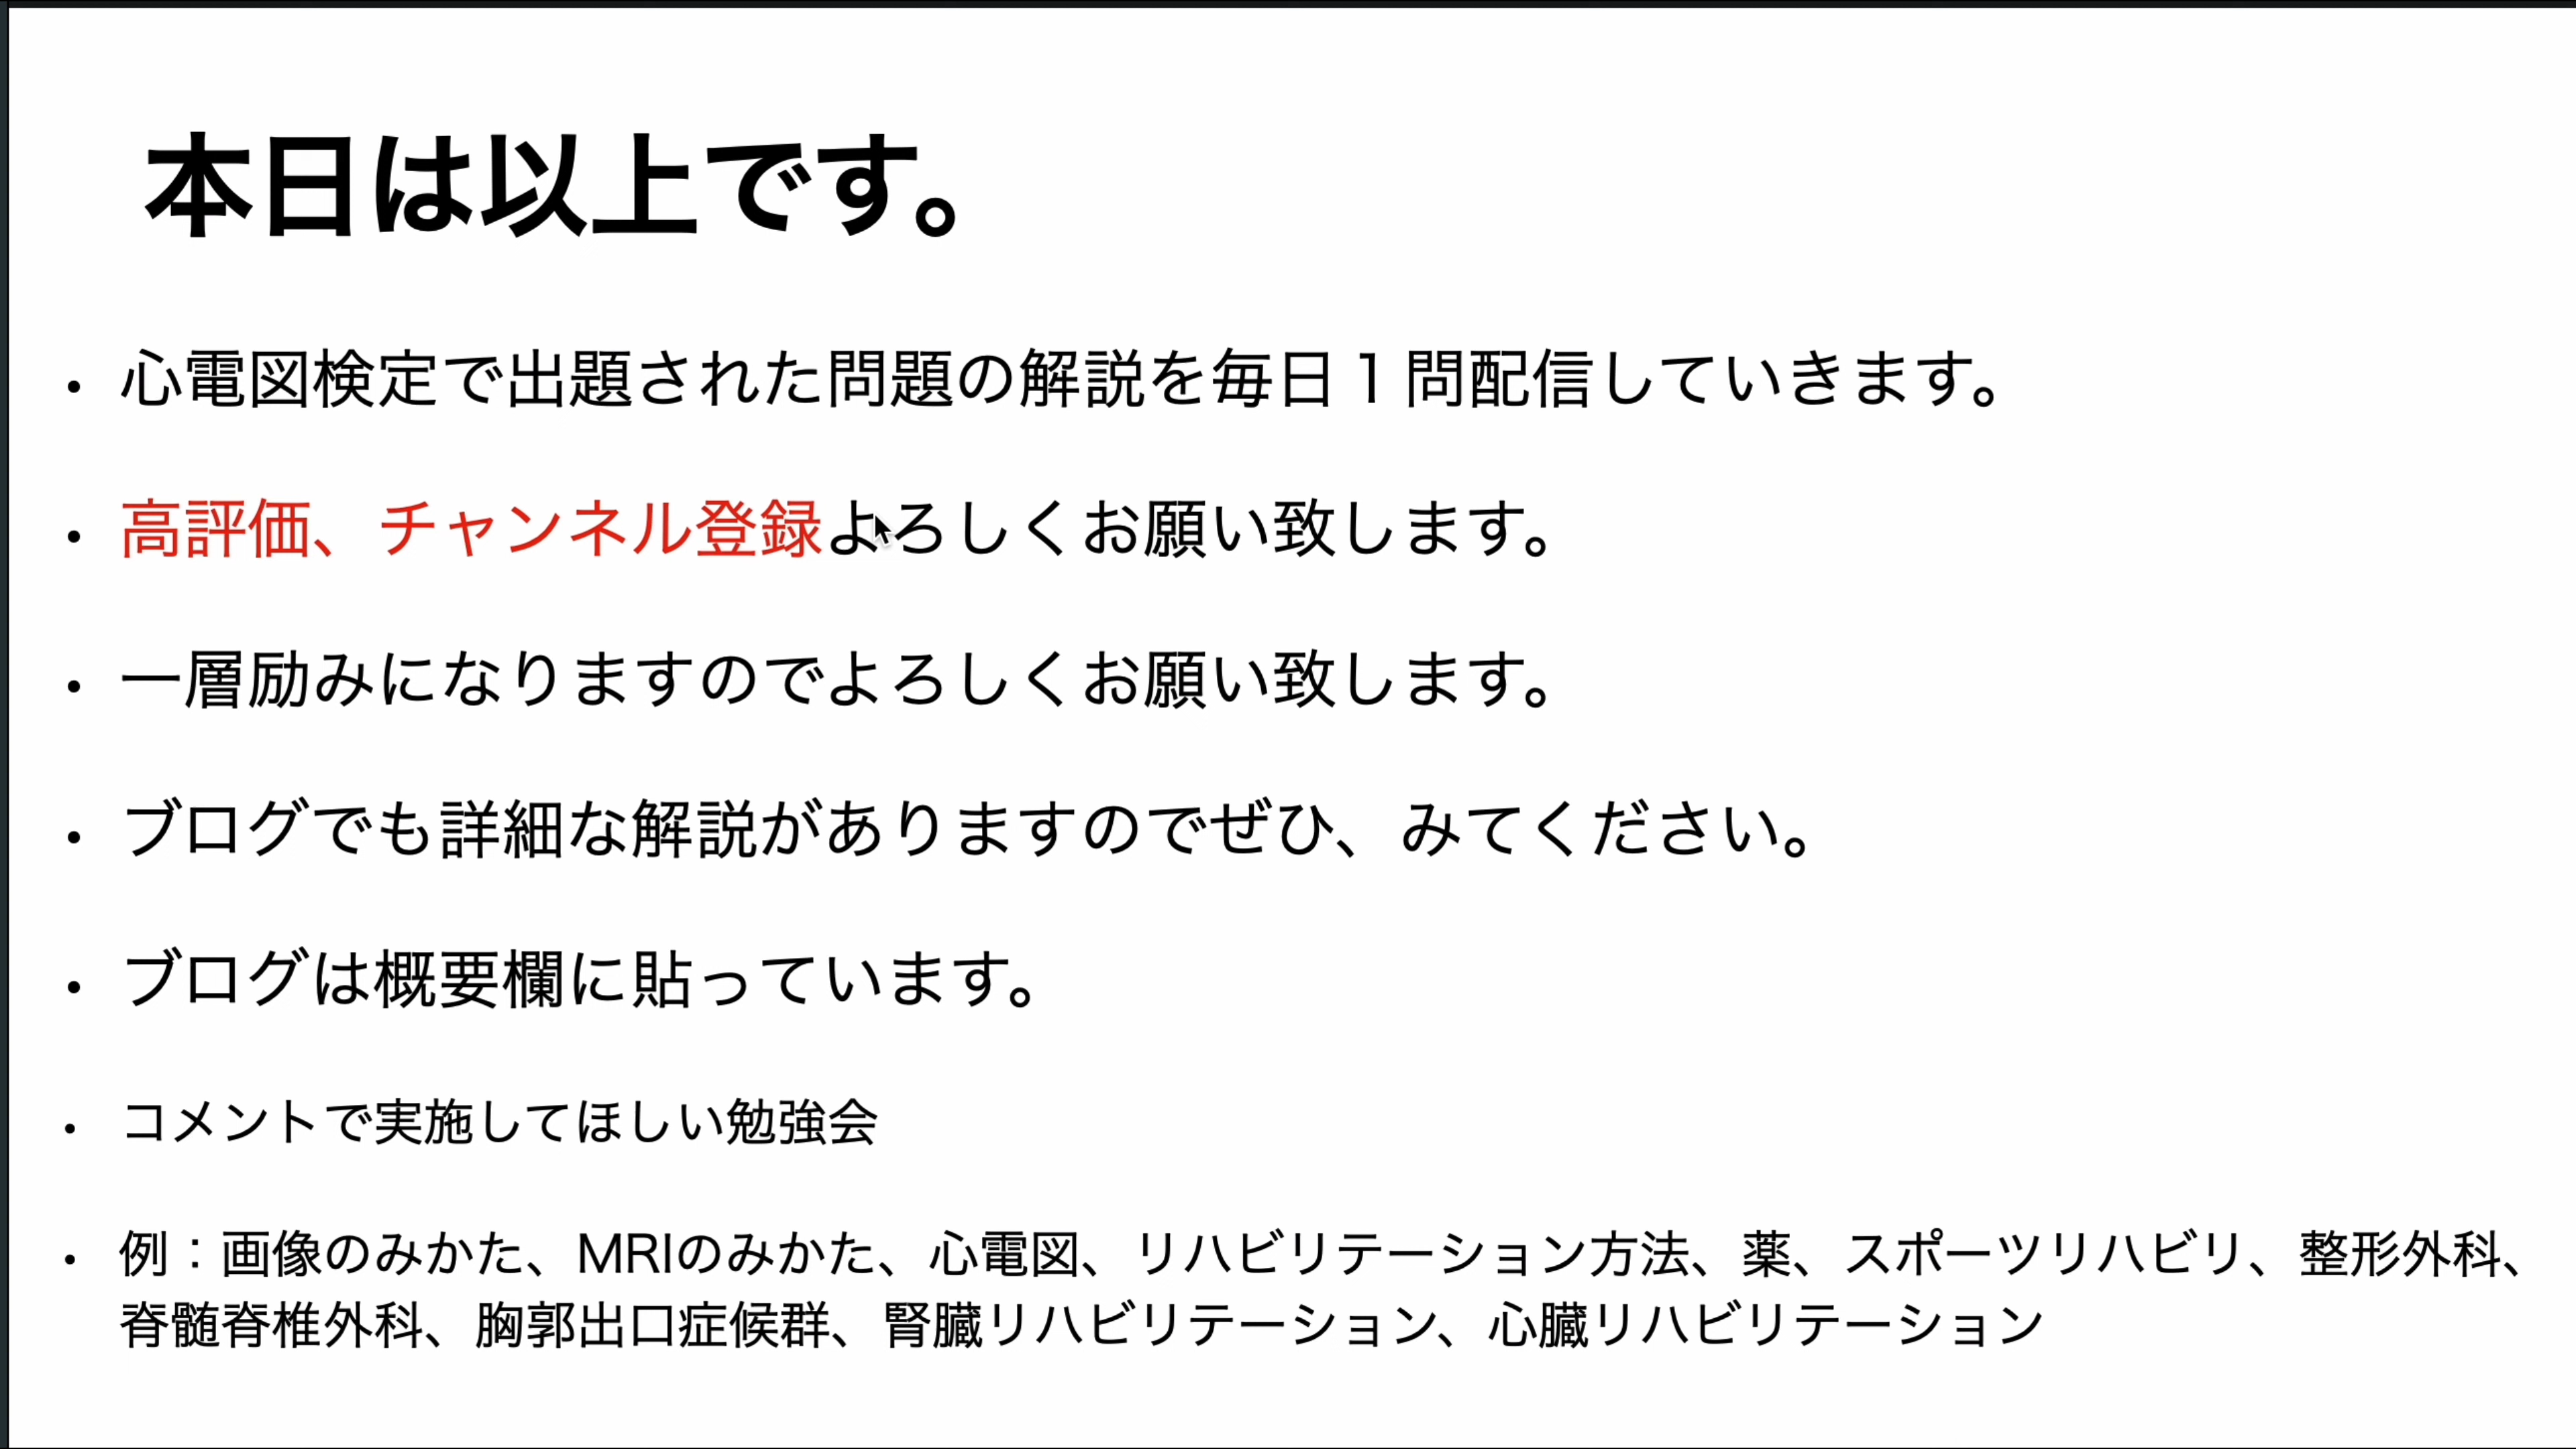 本日は以上です。
• 心電図検定で出題された問題の解説を毎日１問配信していきます。
• 高評価、チャンネル登録よろしくお願い致します。
• 一層励みになりますのでよろしくお願い致します。
• ブログでも詳細な解説がありますのでぜひ、みてください。
• ブログは概要欄に貼っています。
• コメントで実施してほしい勉強会
• 例：画像のみかた、MRIのみかた、心電図、リハビリテーション方法、薬、スポーツリハビリ、整形外科、
脊髄脊椎外科、胸郭出口症候群、腎臓リハビリテーション、心臓リハビリテーション